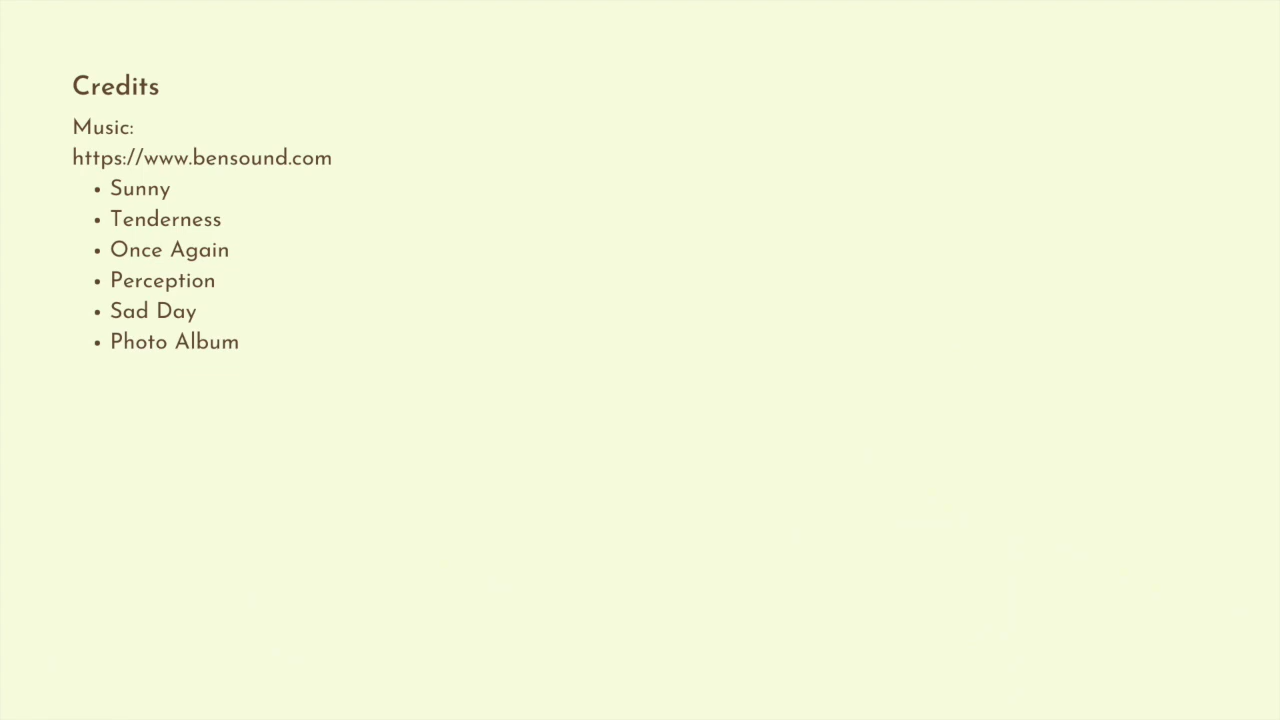 Credits
Music:
https://www.bensound.com
• Sunny
• Tenderness
• Once Again
• Perception
• Sad Day
• Photo Album